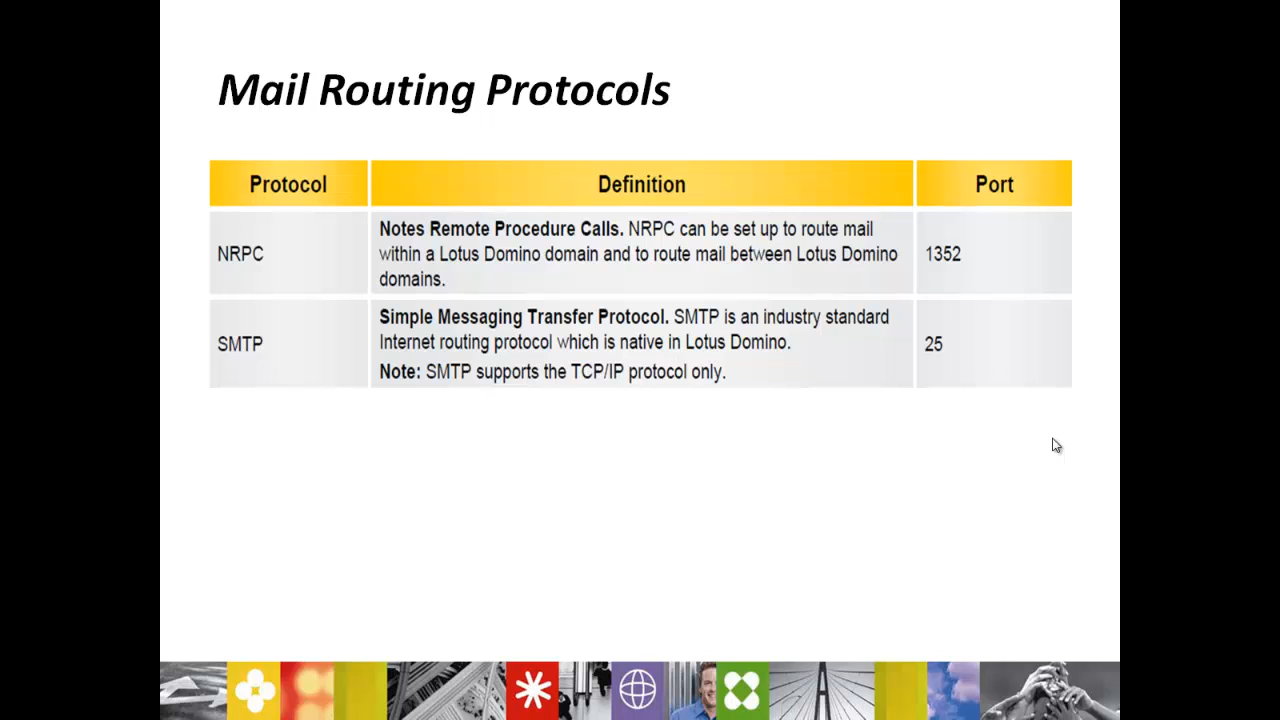 Mail Routing Protocols
Protocol
Definition
Port
NRPC
Notes Remote Procedure Calls. NRPC can be set up to route mail
within a Lotus Domino domain and to route mail between Lotus Domino
domains.
1352
SMTP
Simple Messaging Transfer Protocol. SMTP is an industry standard
Internet routing protocol which is native in Lotus Domino.
Note: SMTP supports the TCP/IP protocol only.
25